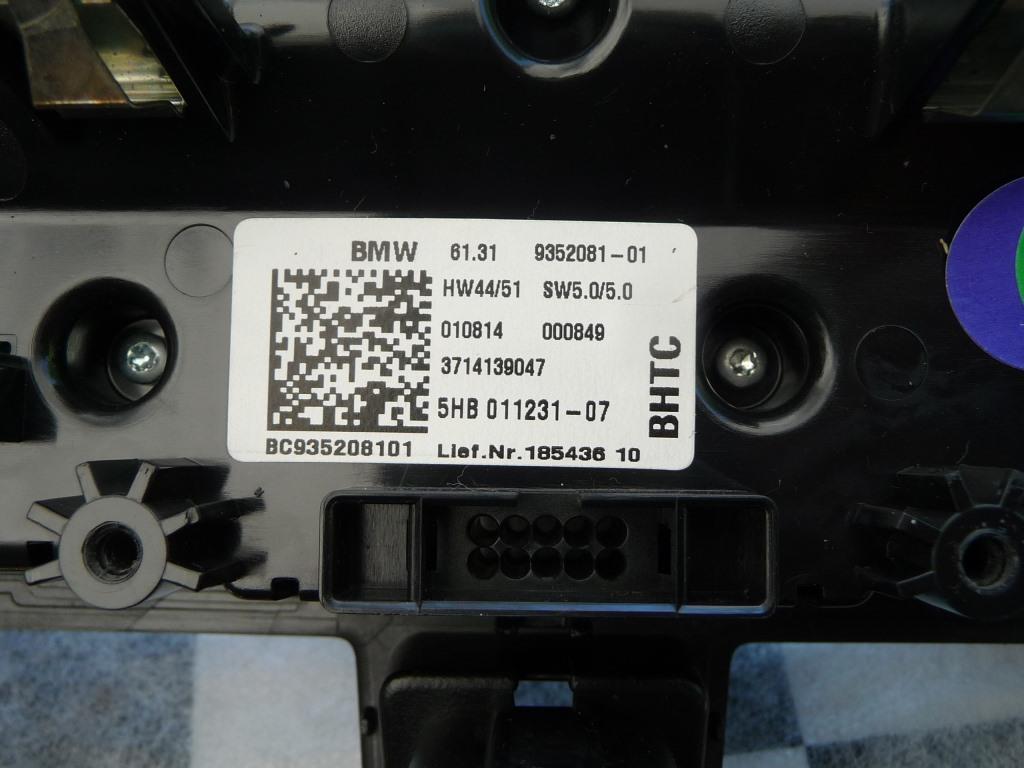 BMW 61.31 9352081-01
HW44/51 SW5.0/5.0
010814 000849
3714139047
5HB 011231-07
BHTC
BC935208101 Lief.Nr.185436 10